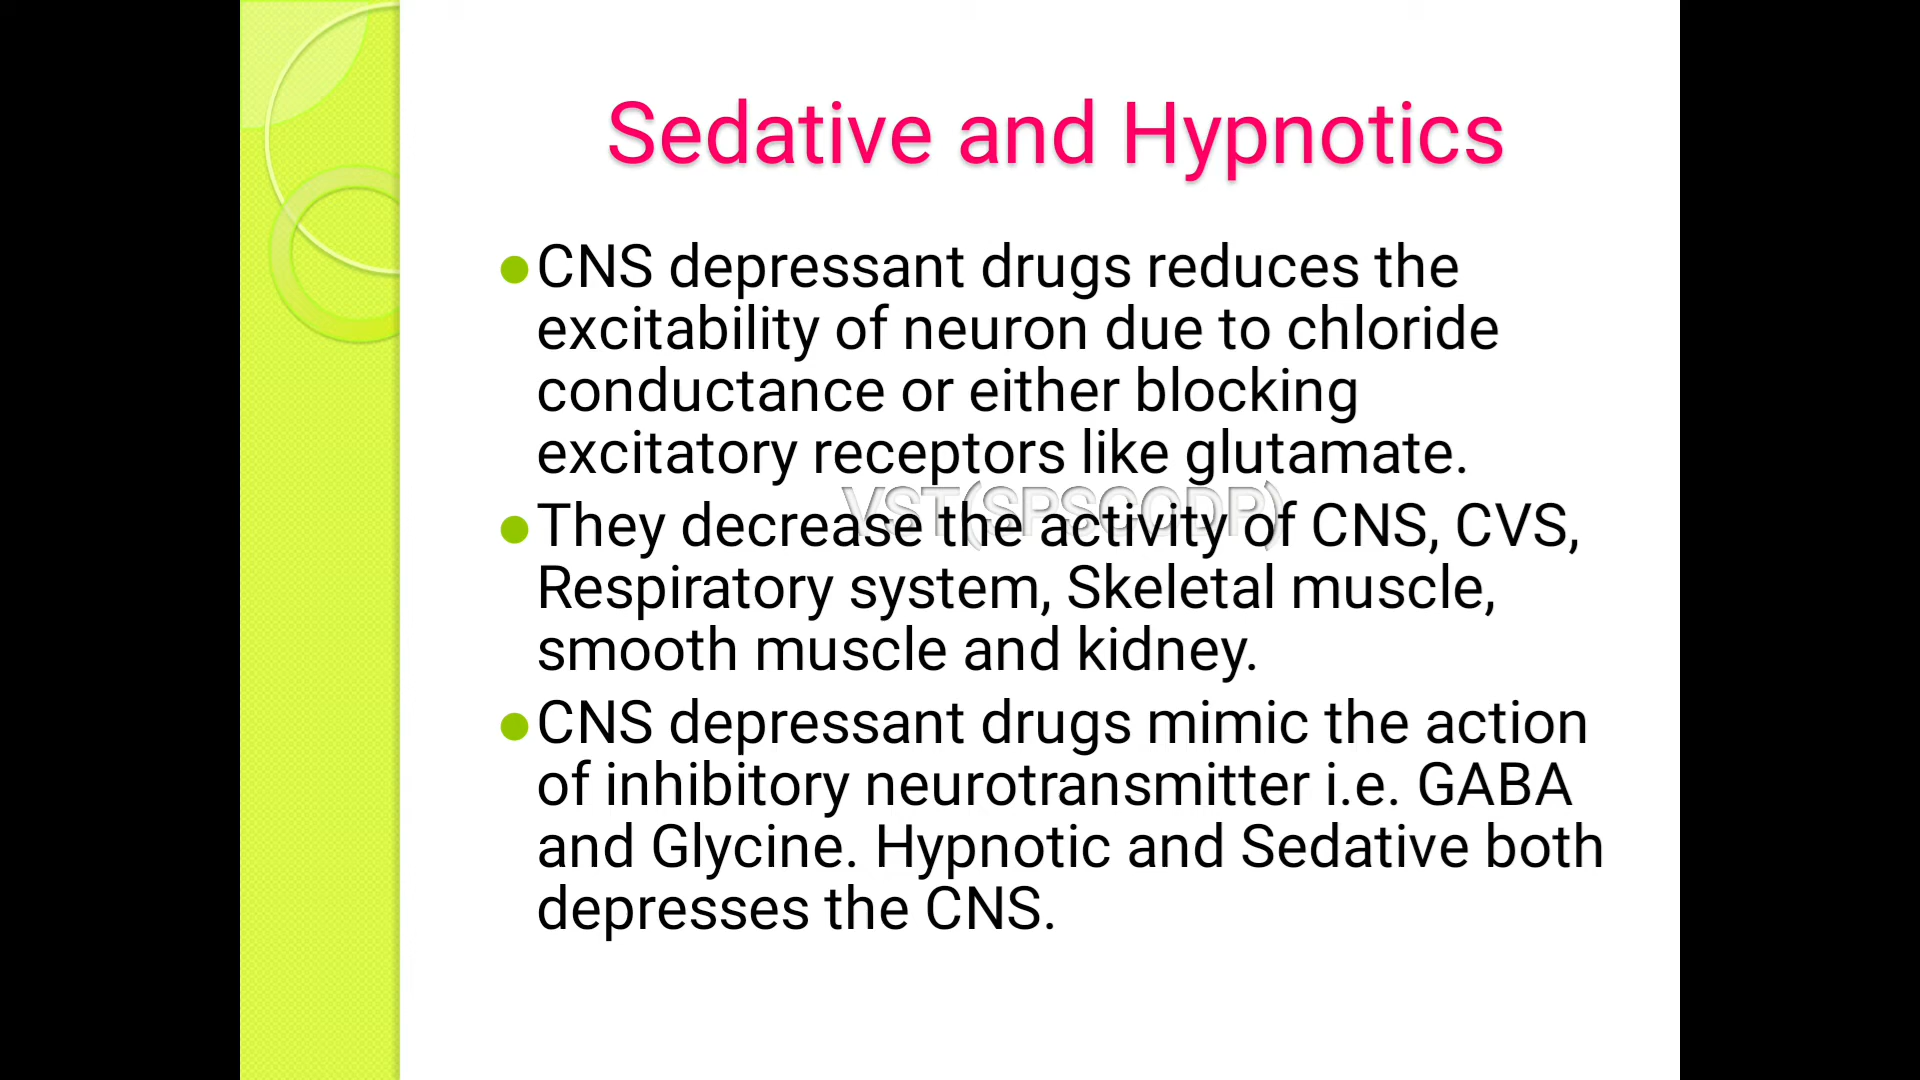 Sedative and Hypnotics
CNS depressant drugs reduces the
excitability of neuron due to chloride
conductance or either blocking
excitatory receptors like glutamate.
VST(SPSCODP)
They decrease the activity of CNS, CVS,
Respiratory system, Skeletal muscle,
smooth muscle and kidney.
CNS depressant drugs mimic the action
of inhibitory neurotransmitter i.e. GABA
and Glycine. Hypnotic and Sedative both
depresses the CNS.